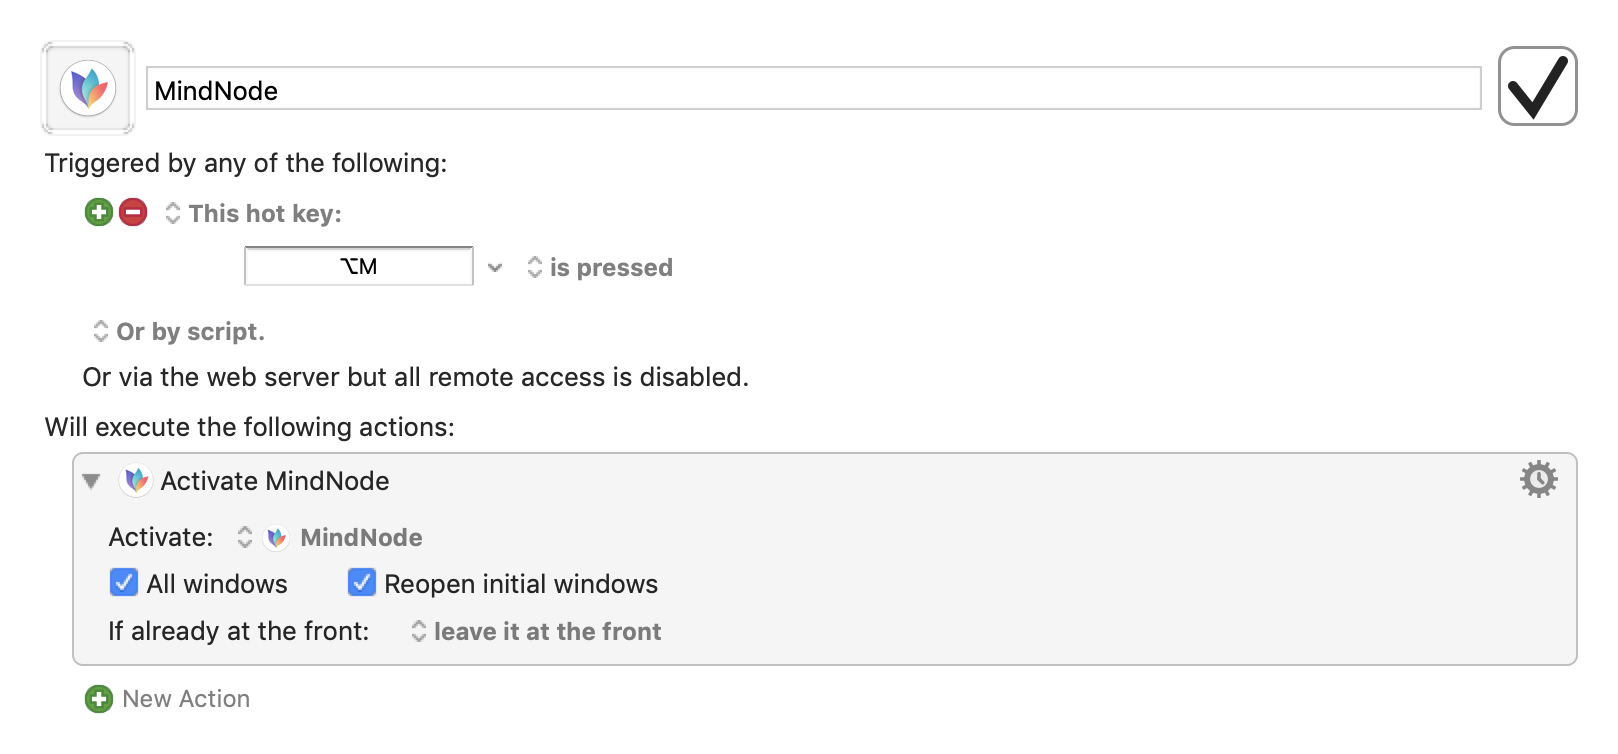 MindNode
Triggered by any of the following:
This hot key:
⌥M is pressed
Or by script.
Or via the web server but all remote access is disabled.
Will execute the following actions:
Activate MindNode
Activate: MindNode
All windows Reopen initial windows
If already at the front: leave it at the front
New Action